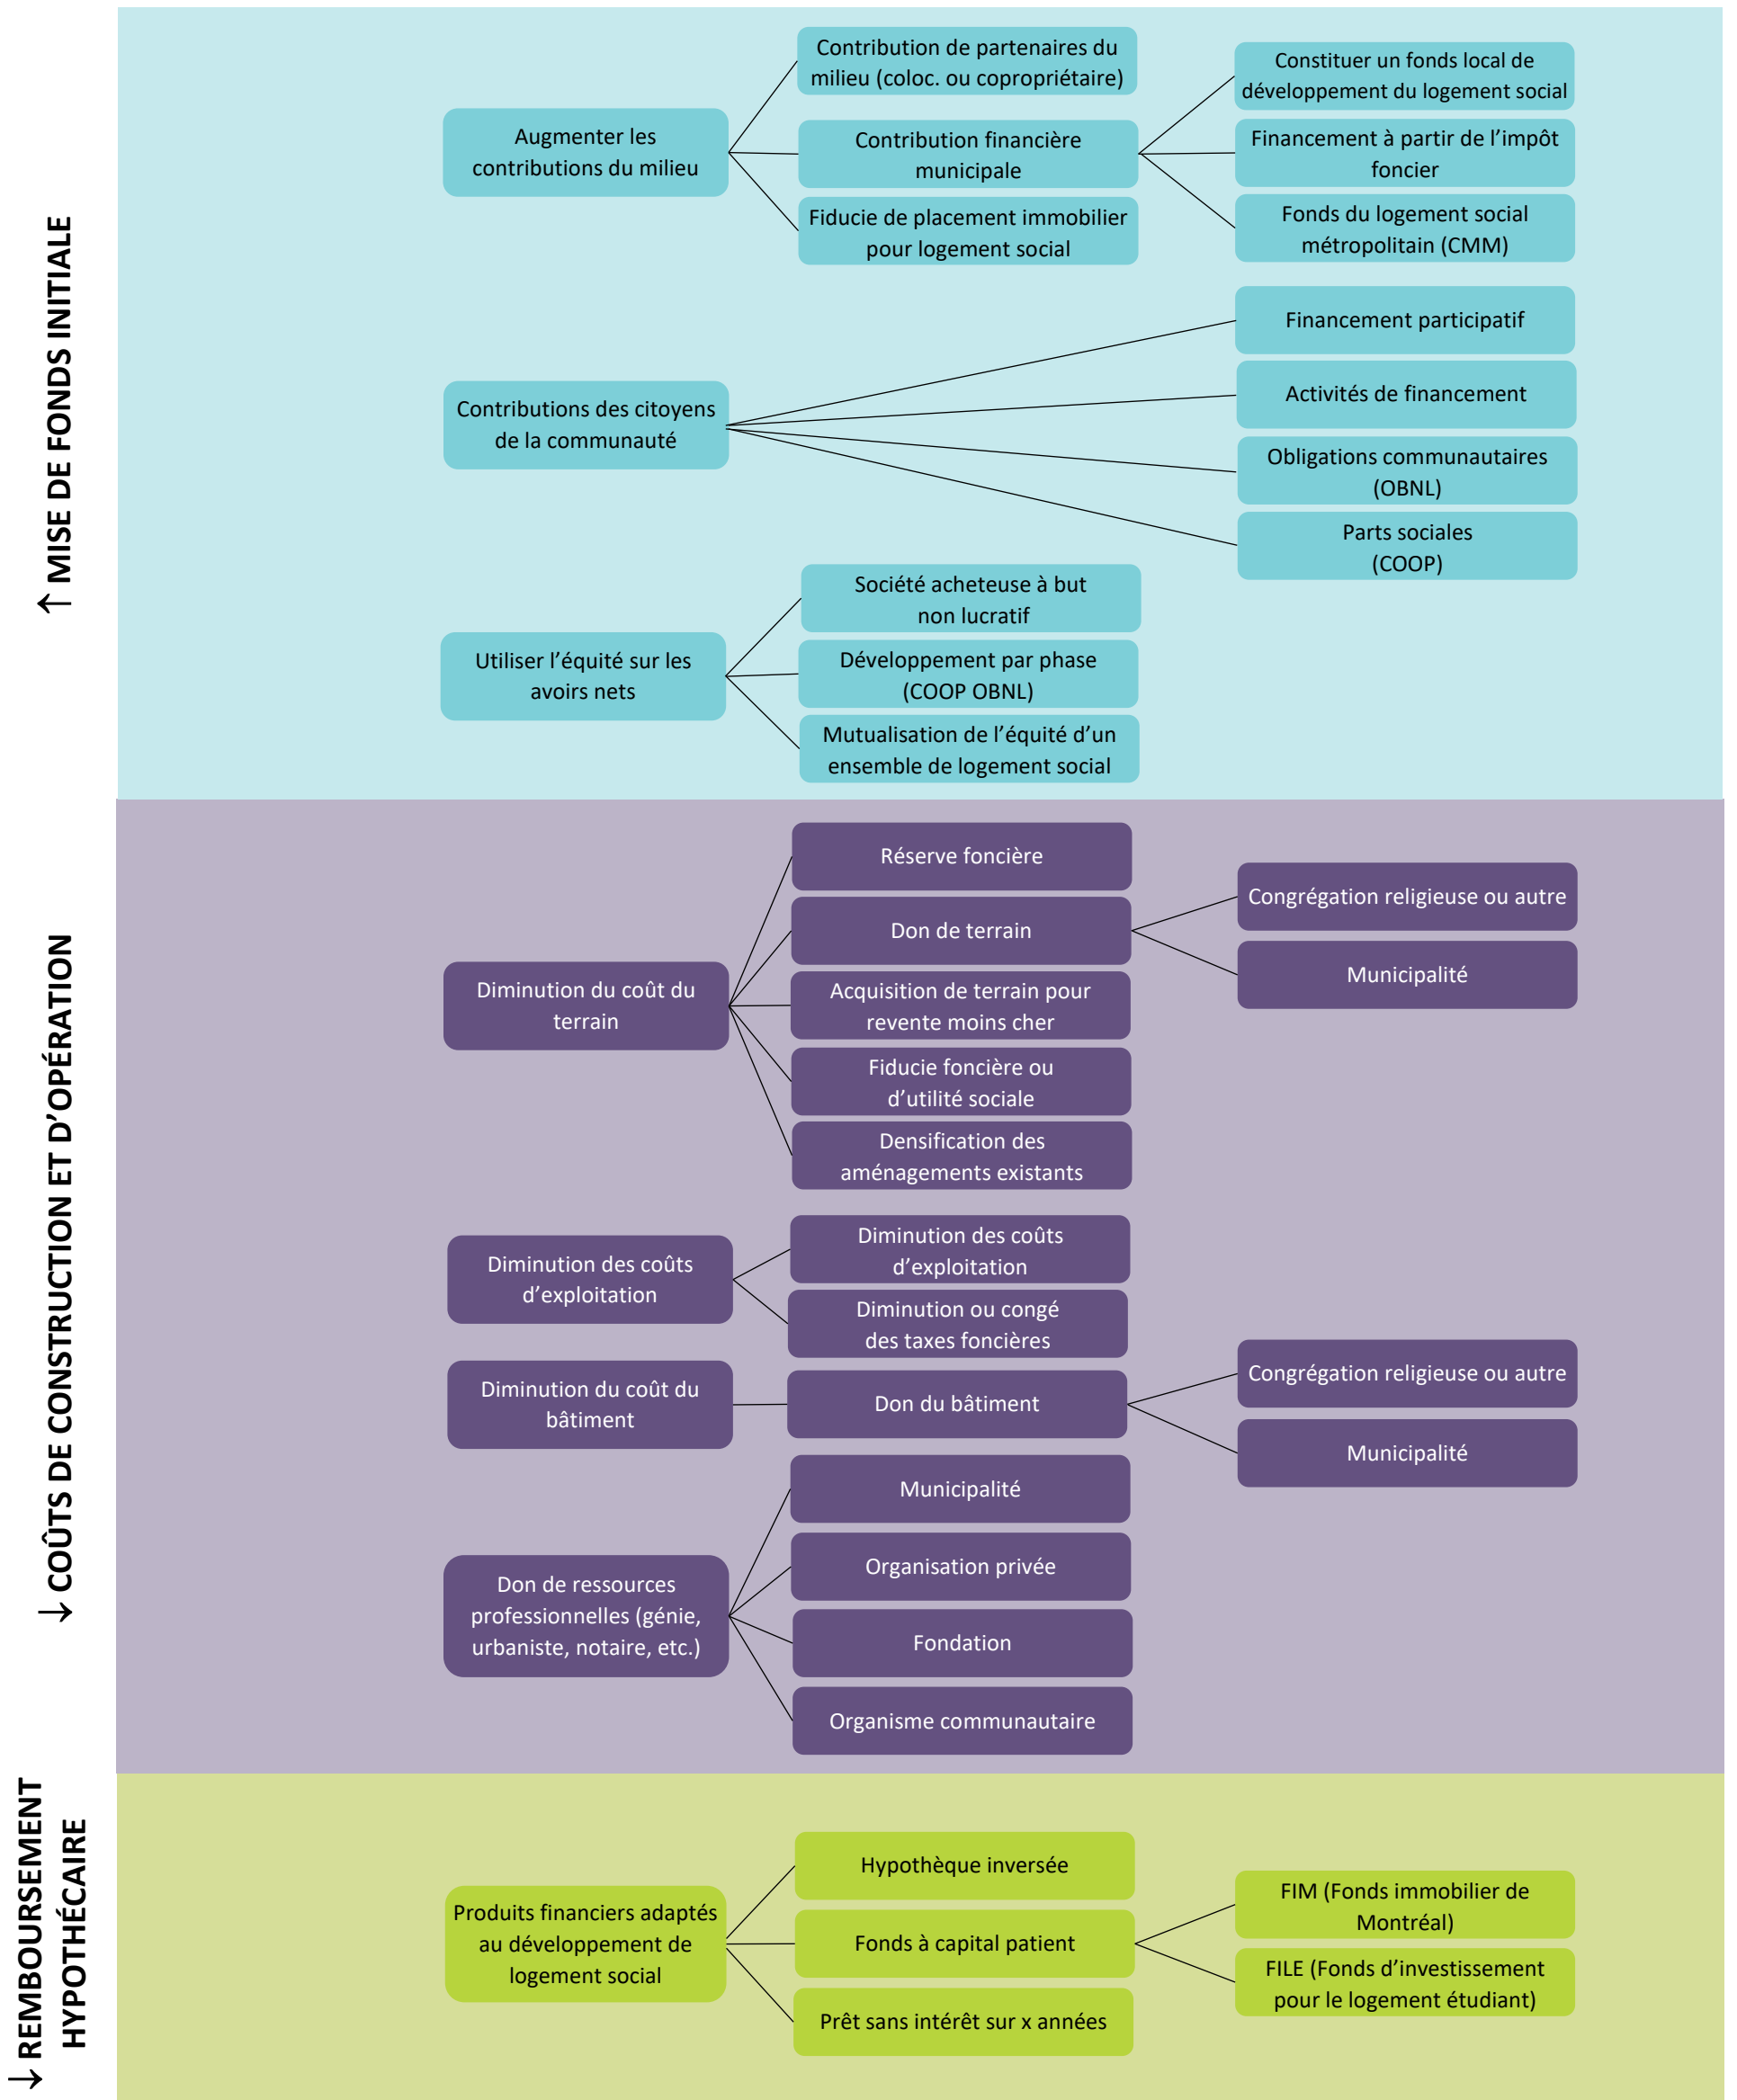 ↑ MISE DE FONDS INITIALE
Augmenter les
contributions du milieu
Contribution de partenaires du
milieu (coloc. ou copropriétaire)
Contribution financière
municipale
Fiducie de placement immobilier
pour logement social
Constituer un fonds local de
développement du logement social
Financement à partir de l’impôt
foncier
Fonds du logement social
métropolitain (CMM)
Contributions des citoyens
de la communauté
Financement participatif
Activités de financement
Obligations communautaires
(OBNL)
Parts sociales
(COOP)
Utiliser l’équité sur les
avoirs nets
Société acheteuse à but
non lucratif
Développement par phase
(COOP OBNL)
Mutualisation de l’équité d’un
ensemble de logement social
↓ COÛTS DE CONSTRUCTION ET D’OPÉRATION
Diminution du coût du
terrain
Réserve foncière
Don de terrain
Acquisition de terrain pour
revente moins cher
Fiducie foncière ou
d’utilité sociale
Densification des
aménagements existants
Congrégation religieuse ou autre
Municipalité
Diminution des coûts
d’exploitation
Diminution des coûts
d’exploitation
Diminution ou congé
des taxes foncières
Diminution du coût du
bâtiment
Don du bâtiment
Congrégation religieuse ou autre
Municipalité
Don de ressources
professionnelles (génie,
urbaniste, notaire, etc.)
Municipalité
Organisation privée
Fondation
Organisme communautaire
↓ REMBOURSEMENT
HYPOTHÉCAIRE
Produits financiers adaptés
au développement de
logement social
Hypothèque inversée
Fonds à capital patient
Prêt sans intérêt sur x années
FIM (Fonds immobilier de
Montréal)
FILE (Fonds d’investissement
pour le logement étudiant)